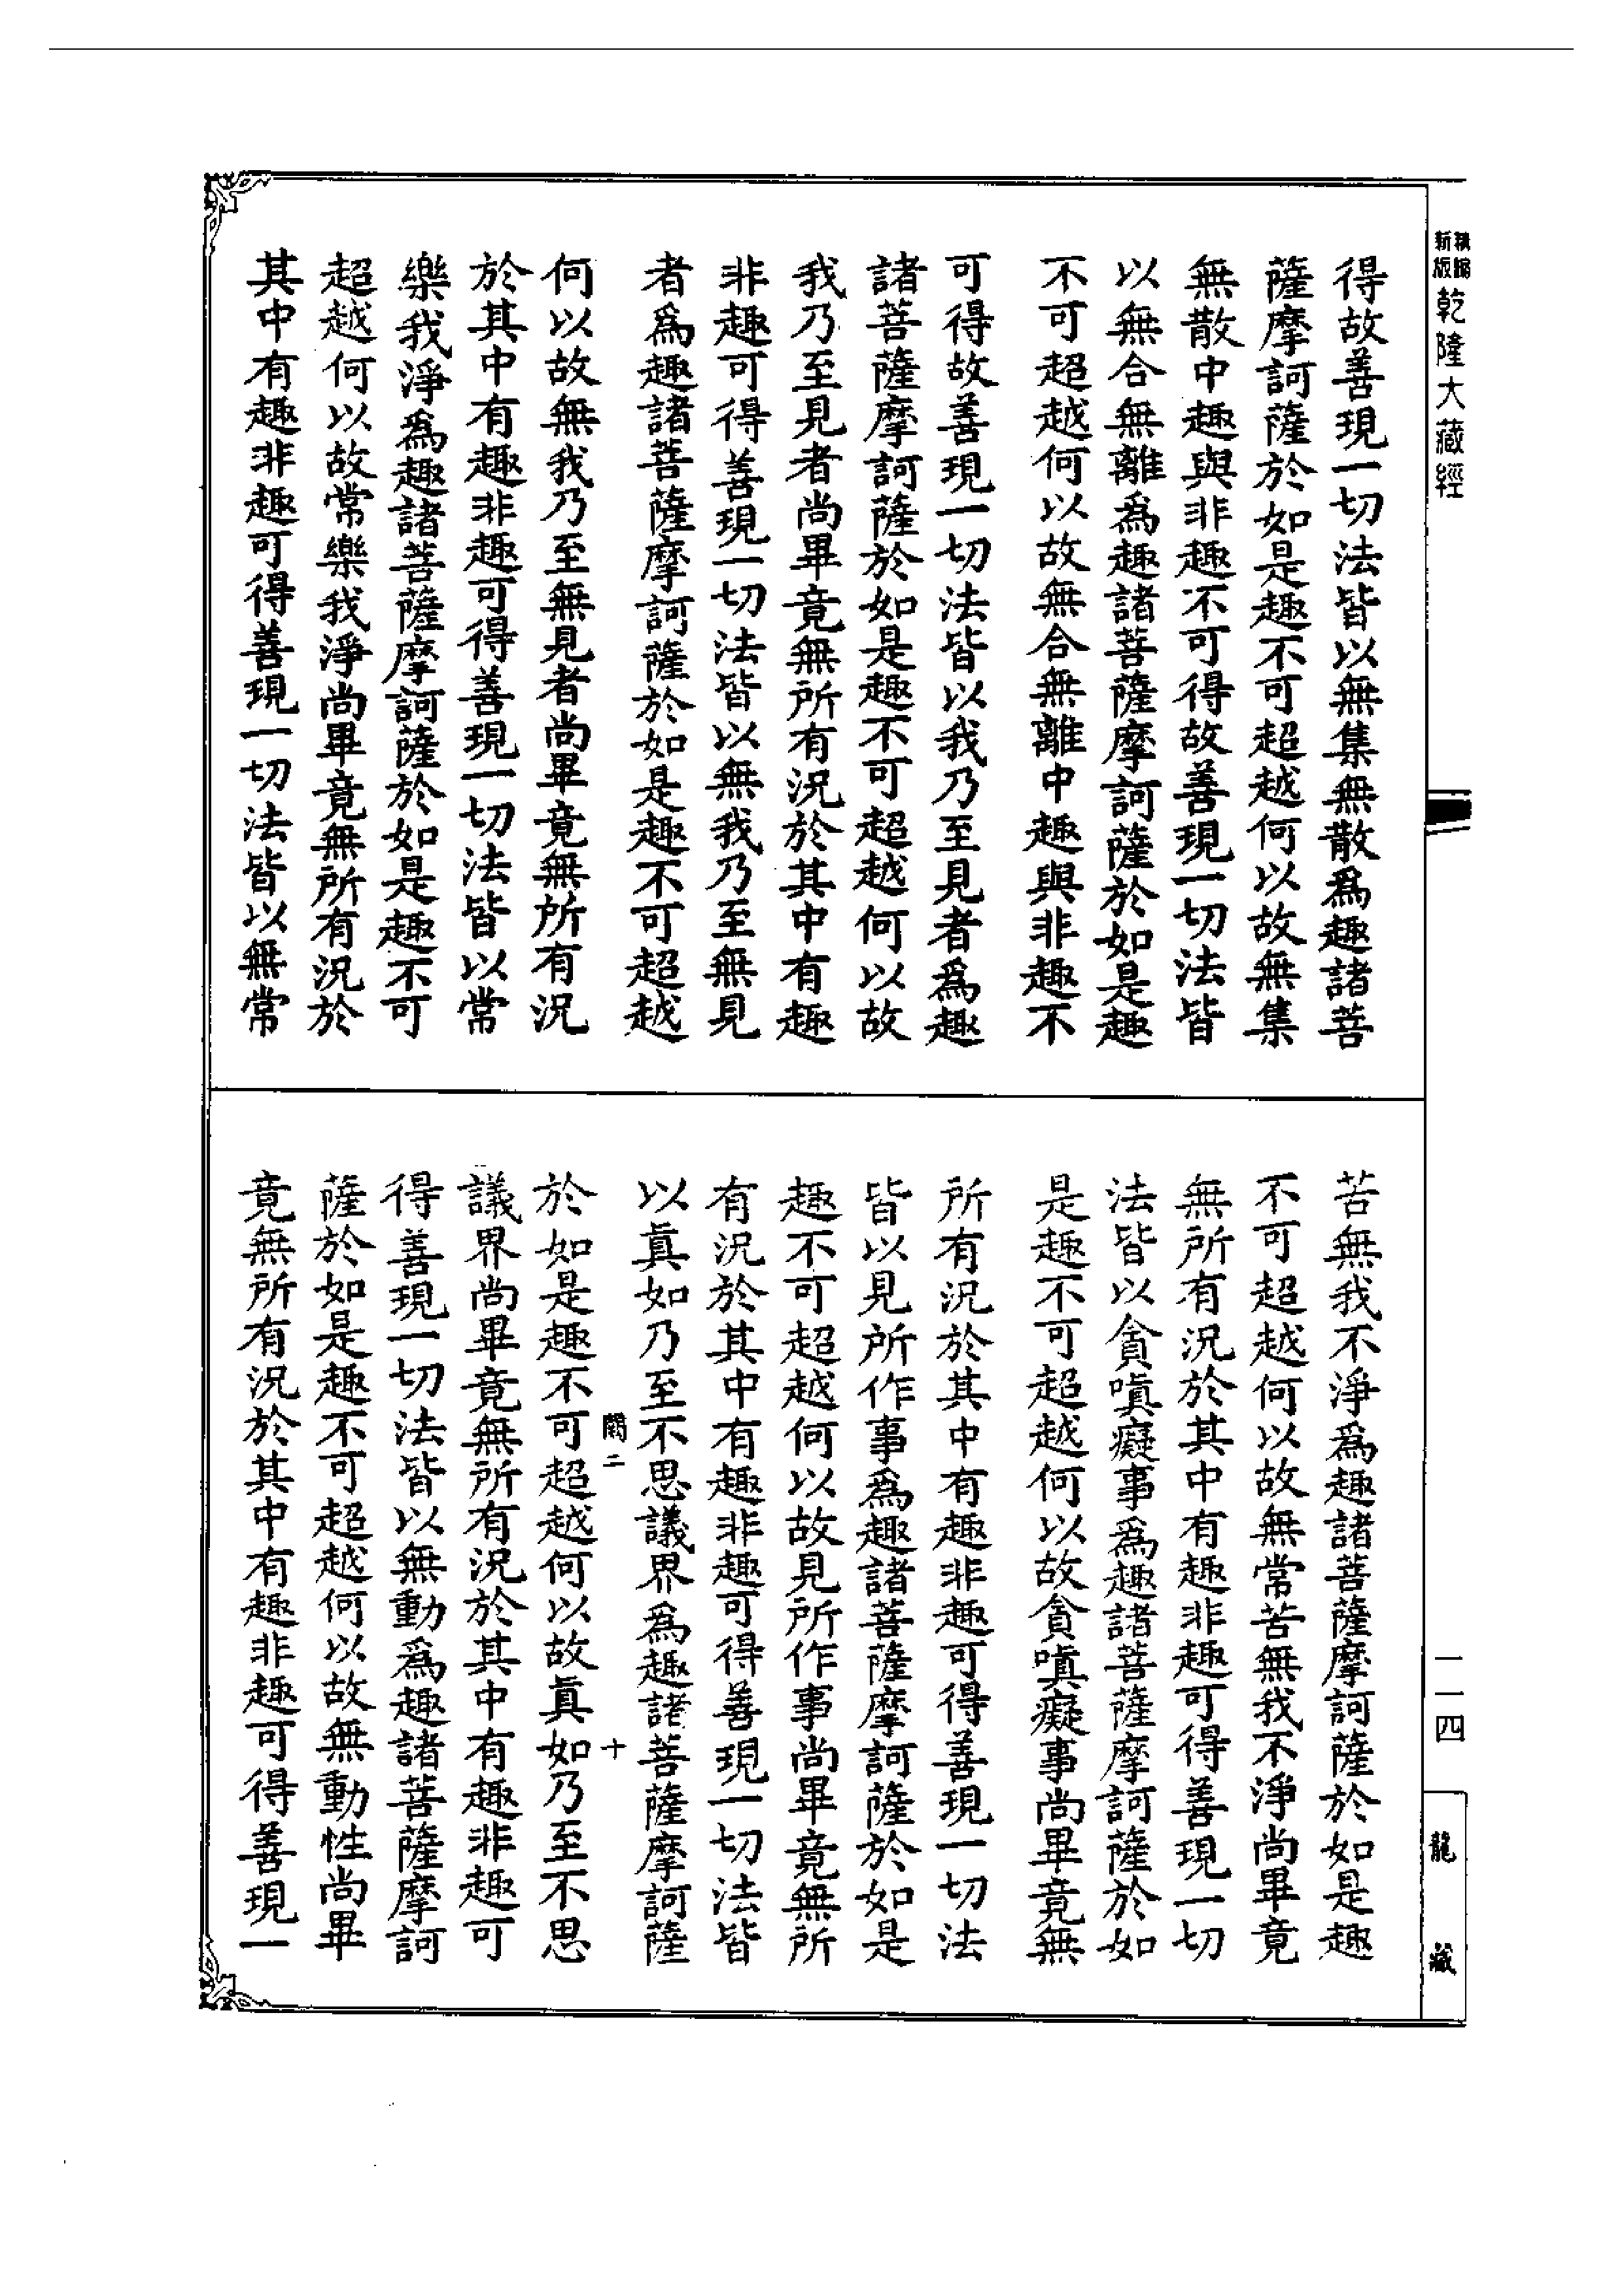 新版
精縮
乾隆大藏經
得故善現一切法皆以無集無散爲趣諸菩
薩摩訶薩於如是趣不可超越何以故無集
無散中趣與非趣不可得故善現一切法皆
以無合無離爲趣諸菩薩摩訶薩於如是趣
不可超越何以故無合無離中趣與非趣不
可得故善現一切法皆以我乃至見者爲趣
諸菩薩摩訶薩於如是趣不可超越何以故
我乃至見者尚畢竟無所有況於其中有趣
非趣可得善現一切法皆以無我乃至無見
者爲趣諸菩薩摩訶薩於如是趣不可超越
何以故無我乃至無見者尚畢竟無所有況
於其中有趣非趣可得善現一切法皆以常
樂我淨爲趣諸菩薩摩訶薩於如是趣不可
超越何以故常樂我淨尚畢竟無所有況於
其中有趣非趣可得善現一切法皆以無常
苦無我不淨爲趣諸菩薩摩訶薩於如是趣
不可超越何以故無常苦無我不淨尚畢竟
無所有況於其中有趣非趣可得善現一切
法皆以貪嗔癡事爲趣諸菩薩摩訶薩於如
是趣不可超越何以故貪嗔癡事尚畢竟無
所有況於其中有趣非趣可得善現一切法
皆以見所作事爲趣諸菩薩摩訶薩於如是
趣不可超越何以故見所作事尚畢竟無所
有況於其中有趣非趣可得善現一切法皆
以真如乃至不思議界爲趣諸菩薩摩訶薩
二 十
於如是趣不可超越何以故真如乃至不思
議界尚畢竟無所有況於其中有趣非趣可
得善現一切法皆以無動爲趣諸菩薩摩訶
薩於如是趣不可超越何以故無動性尚畢
竟無所有況於其中有趣非趣可得善現一
一一四
龍藏